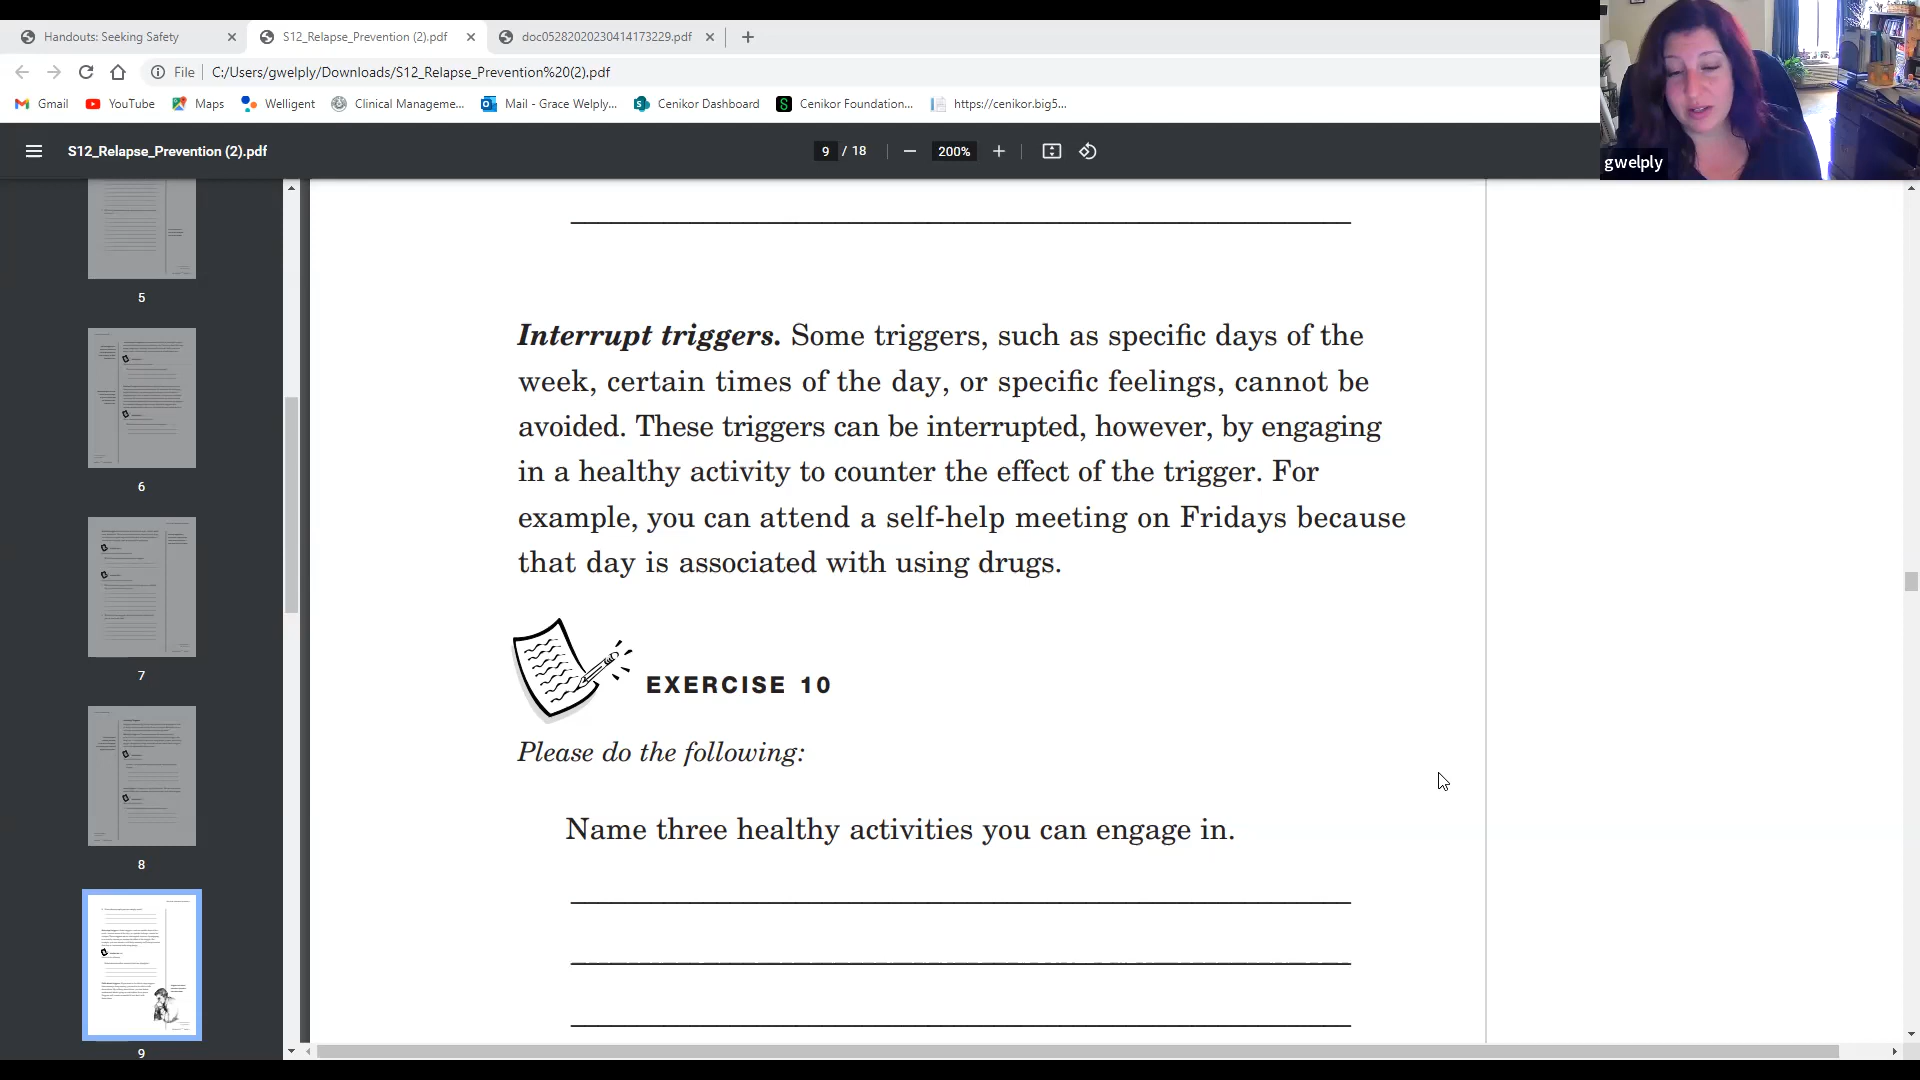 Handouts: Seeking Safety
S12_Relapse_Prevention (2).pdf
doc05282020230414173229.pdf
File
C:/Users/gwelply/Downloads/S12_Relapse_Prevention%20(2).pdf
Gmail
YouTube
Maps
Welligent
Clinical Manageme...
Mail - Grace Welply...
Cenikor Dashboard
Cenikor Foundation...
https://cenikor.big5...
S12_Relapse_Prevention (2).pdf
9 / 18
200%
gwelply
5
6
7
8
9
Interrupt triggers. Some triggers, such as specific days of the
week, certain times of the day, or specific feelings, cannot be
avoided. These triggers can be interrupted, however, by engaging
in a healthy activity to counter the effect of the trigger. For
example, you can attend a self-help meeting on Fridays because
that day is associated with using drugs.
EXERCISE 10
Please do the following:
Name three healthy activities you can engage in.